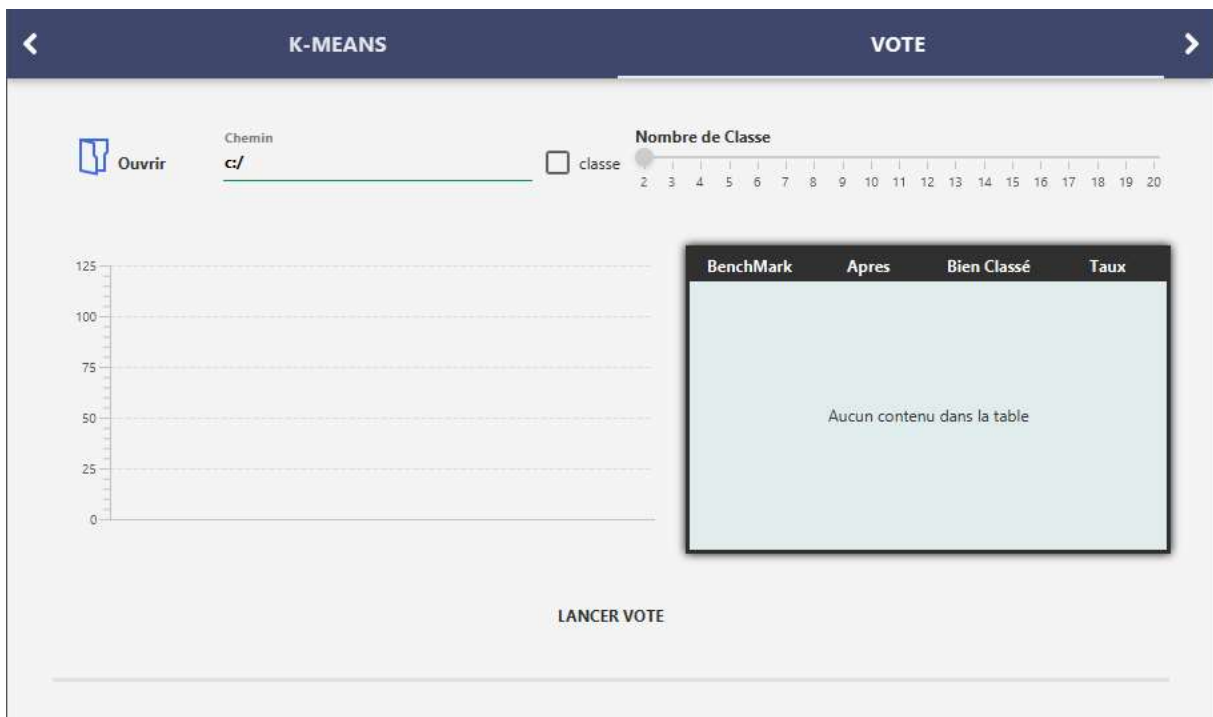 K-MEANS VOTE
Ouvrir
Chemin
c:/
classe
Nombre de Classe
2 3 4 5 6 7 8 9 10 11 12 13 14 15 16 17 18 19 20
125
100
75
50
25
0
BenchMark Apres Bien Classé Taux
Aucun contenu dans la table
LANCER VOTE